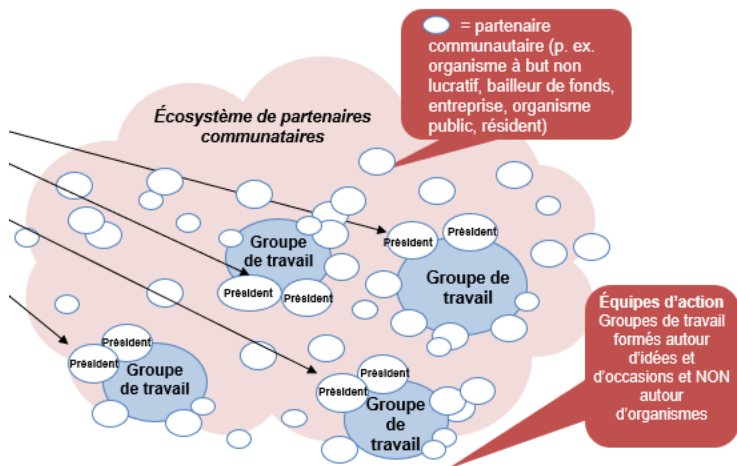 = partenaire
communautaire (p. ex.
organisme à but non
lucratif, bailleur de fonds,
entreprise, organisme
public, résident)
Écosystème de partenaires
communataires
Groupe
de travail
Président
Président
Président
Président
Groupe de
travail
Président
Président
Groupe
de travail
Président
Président
Groupe
de
travail
Équipes d'action
Groupes de travail
formés autour
d'idées et
d'occasions et NON
autour
d'organismes